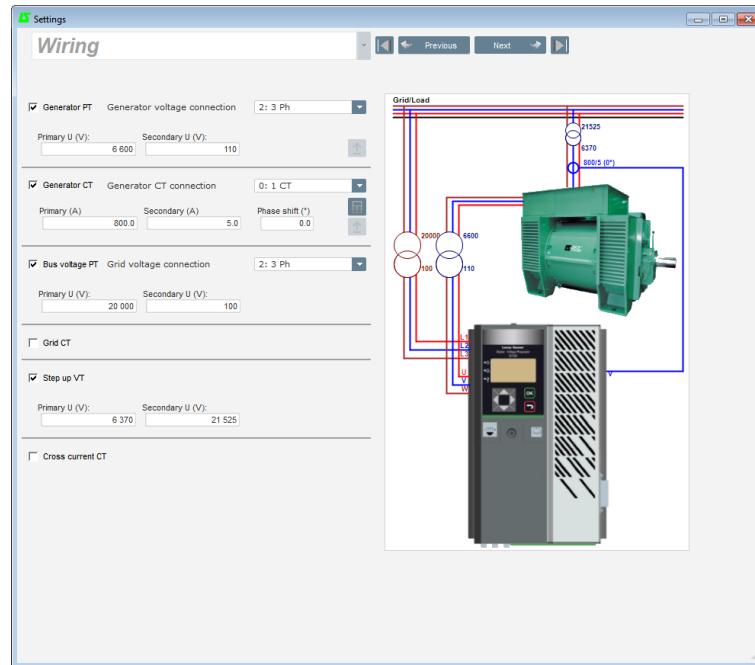 Settings
Wiring
Previous
Next
Generator PT
Generator voltage connection
2: 3 Ph
Primary U (V):
Secondary U (V):
6 600
110
Generator CT
Generator CT connection
0: 1 CT
Primary (A)
Secondary (A)
Phase shift (°)
800.0
5.0
0.0
Bus voltage PT
Grid voltage connection
2: 3 Ph
Primary U (V):
Secondary U (V):
20 000
100
Grid CT
Step up VT
Primary U (V):
Secondary U (V):
6 370
21 525
Cross current CT
Grid/Load
21525
6370
800/5 (0°)
20000
6600
100
110
L1
L2
L3
U
V
W
V
OK